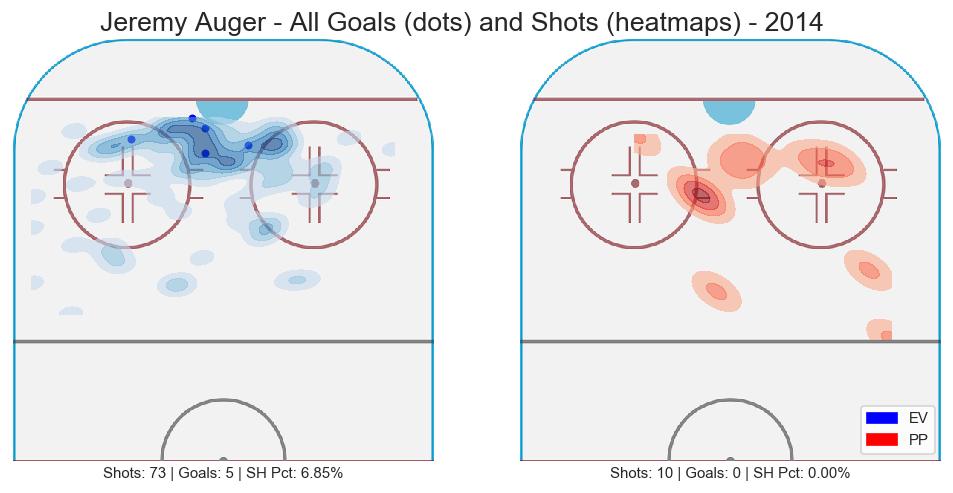 Jeremy Auger - All Goals (dots) and Shots (heatmaps) - 2014
EV
PP
Shots: 73 | Goals: 5 | SH Pct: 6.85%
Shots: 10 | Goals: 0 | SH Pct: 0.00%